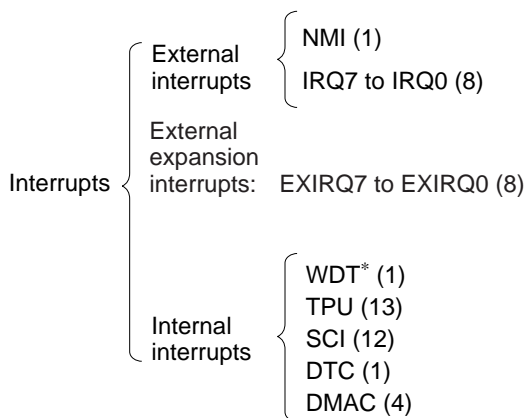 External
interrupts
NMI (1)
IRQ7 to IRQ0 (8)
External
expansion
interrupts: EXIRQ7 to EXIRQ0 (8)
Interrupts
Internal
interrupts
WDT* (1)
TPU (13)
SCI (12)
DTC (1)
DMAC (4)